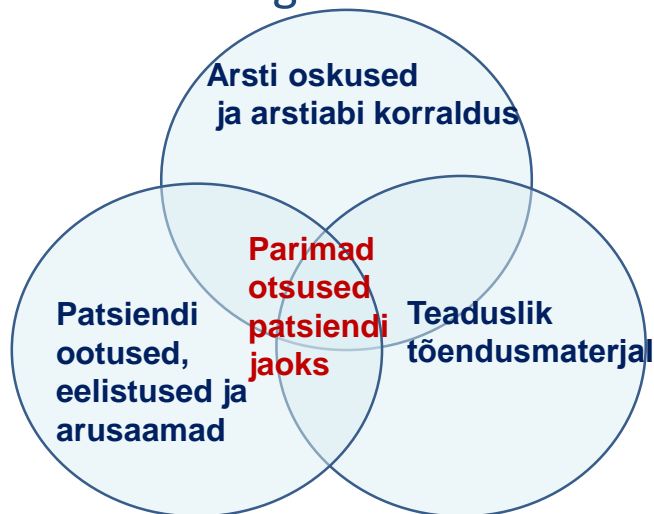 Arsti oskused
ja arstiabi korraldus
Parimad
otsused
patsiendi
jaoks
Patsiendi
ootused,
eelistused ja
arusaamad
Teaduslik
tõendusmaterjal